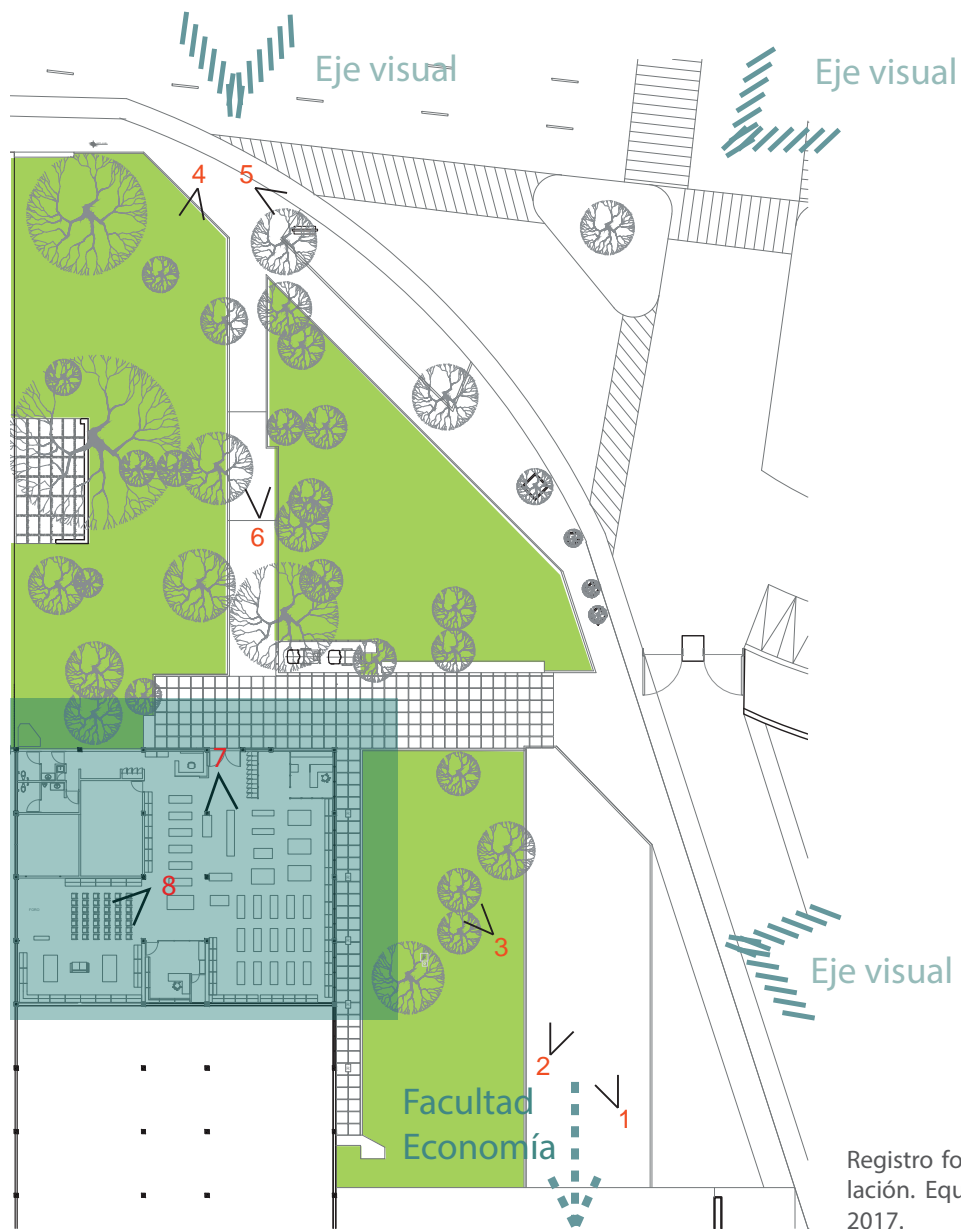 Eje visual
Eje visual
4
5
6
7
8
3
Eje visual
2
1
Facultad
Economía
Registro fo
lación. Equ
2017.